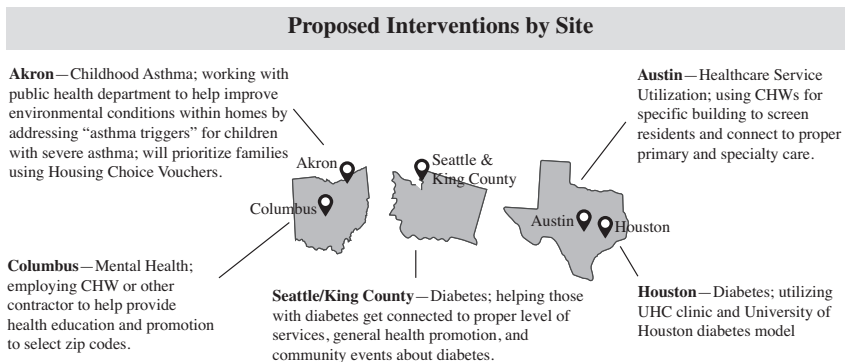 Proposed Interventions by Site
Akron—Childhood Asthma; working with
public health department to help improve
environmental conditions within homes by
addressing “asthma triggers” for children
with severe asthma; will prioritize families
using Housing Choice Vouchers.
Austin—Healthcare Service
Utilization; using CHWs for
specific building to screen
residents and connect to proper
primary and specialty care.
Akron
Columbus
Seattle &
King County
Austin
Houston
Columbus—Mental Health;
employing CHW or other
contractor to help provide
health education and promotion
to select zip codes.
Seattle/King County—Diabetes; helping those
with diabetes get connected to proper level of
services, general health promotion, and
community events about diabetes.
Houston—Diabetes; utilizing
UHC clinic and University of
Houston diabetes model